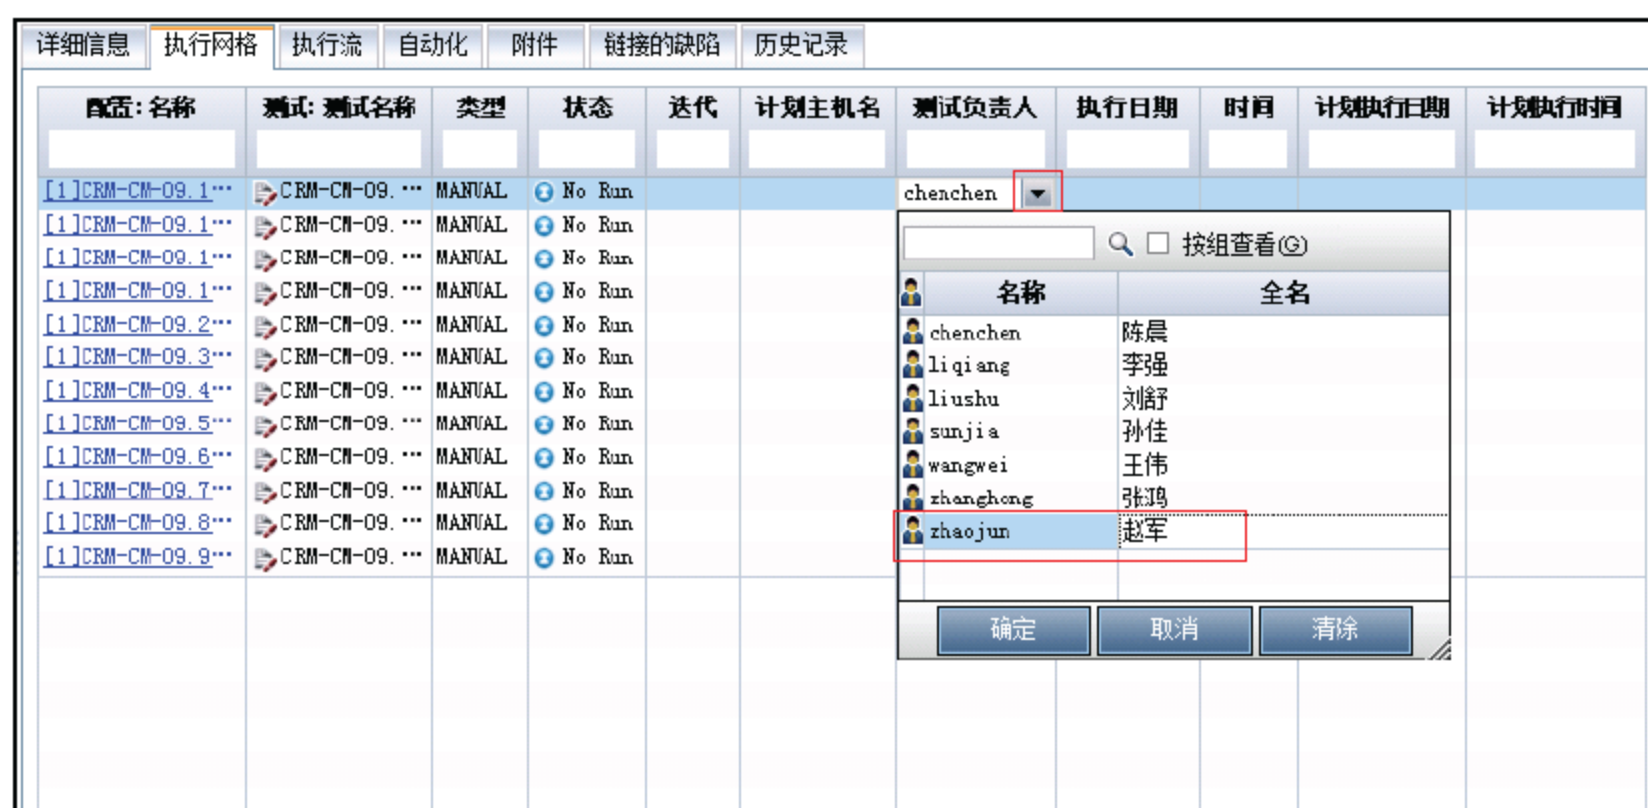 详细信息 执行网格 执行流 自动化 附件 链接的缺陷 历史记录
配置: 名称 测试: 测试名称 类型 状态 迭代 计划主机名 测试负责人 执行日期 时间 计划执行日期 计划执行时间
[1]CRM-CM-09.1··· CRM-CM-09. ··· MANUAL No Run chenchen
[1]CRM-CM-09.1··· CRM-CM-09. ··· MANUAL No Run
按组查看(G)
[1]CRM-CM-09.1··· CRM-CM-09. ··· MANUAL No Run
[1]CRM-CM-09.1··· CRM-CM-09. ··· MANUAL No Run 名称 全名
[1]CRM-CM-09.2··· CRM-CM-09. ··· MANUAL No Run chenchen 陈晨
[1]CRM-CM-09.3··· CRM-CM-09. ··· MANUAL No Run liqiang 李强
[1]CRM-CM-09.4··· CRM-CM-09. ··· MANUAL No Run liushu 刘舒
[1]CRM-CM-09.5··· CRM-CM-09. ··· MANUAL No Run sunjia 孙佳
[1]CRM-CM-09.6··· CRM-CM-09. ··· MANUAL No Run wangwei 王伟
[1]CRM-CM-09.7··· CRM-CM-09. ··· MANUAL No Run zhanghong 张鸿
[1]CRM-CM-09.8··· CRM-CM-09. ··· MANUAL No Run zhaojun 赵军
[1]CRM-CM-09.9··· CRM-CM-09. ··· MANUAL No Run
确定 取消 清除